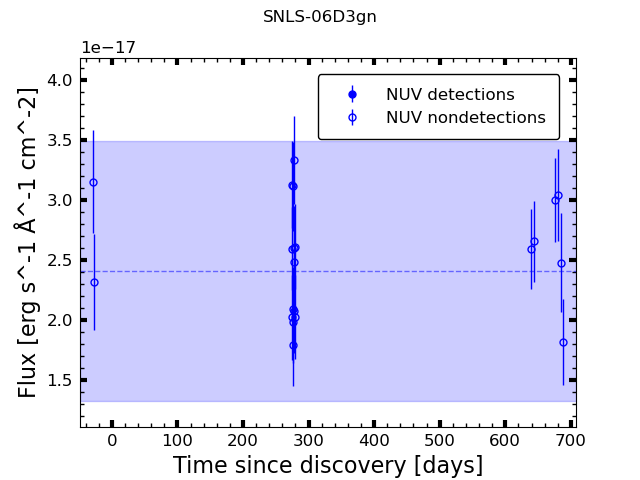 SNLS-06D3gn
1e−17
NUV detections
NUV nondetections
4.0
3.5
3.0
2.5
2.0
1.5
Flux [erg s^-1 Å^-1 cm^-2]
0 100 200 300 400 500 600 700
Time since discovery [days]